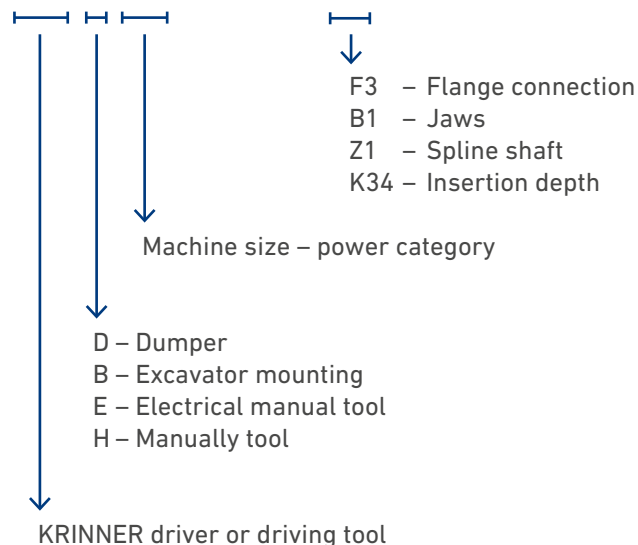 F3 – Flange connection
B1 – Jaws
Z1 – Spline shaft
K34 – Insertion depth
Machine size – power category
D – Dumper
B – Excavator mounting
E – Electrical manual tool
H – Manually tool
KRINNER driver or driving tool